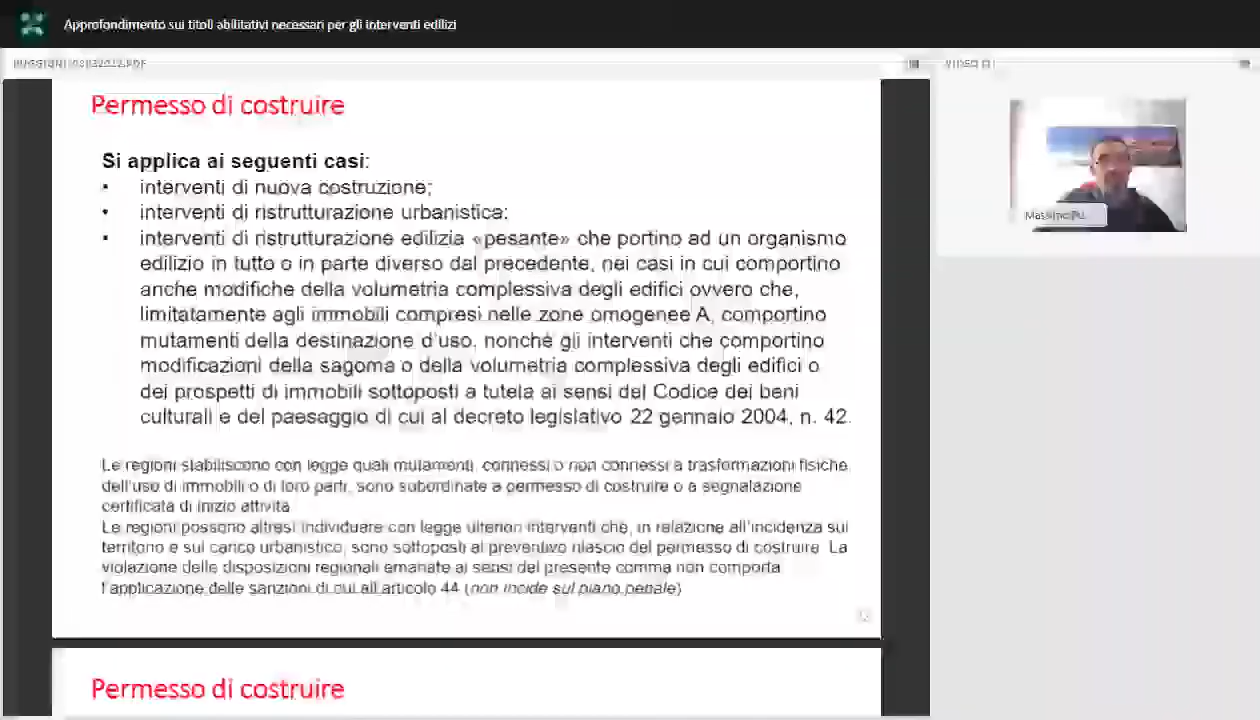 Approfondimento sui titoli abilitativi necessari per gli interventi edilizi
Permesso di costruire
Si applica ai seguenti casi:
• interventi di nuova costruzione;
• interventi di ristrutturazione urbanistica;
• interventi di ristrutturazione edilizia «pesante» che portino ad un organismo
edilizio in tutto o in parte diverso dal precedente, nei casi in cui comportino
anche modifiche della volumetria complessiva degli edifici ovvero che,
limitatamente agli immobili compresi nelle zone omogenee A, comportino
mutamenti della destinazione d'uso, nonché gli interventi che comportino
modificazioni della sagoma o della volumetria complessiva degli edifici o
dei prospetti di immobili sottoposti a tutela ai sensi del Codice dei beni
culturali e del paesaggio di cui al decreto legislativo 22 gennaio 2004, n. 42.
Le regioni stabiliscono con legge quali mutamenti, connessi o non connessi a trasformazioni fisiche
dell'uso di immobili o di loro parti, sono subordinate a permesso di costruire o a segnalazione
certificata di inizio attività
Le regioni possono altresì individuare con legge ulteriori interventi che, in relazione all'incidenza sul
territorio e sul carico urbanistico, sono sottoposti al preventivo rilascio del permesso di costruire. La
violazione delle disposizioni regionali emanate ai sensi del presente comma non comporta
l'applicazione delle sanzioni di cui all'articolo 44 (non incide sul piano penale)
Permesso di costruire